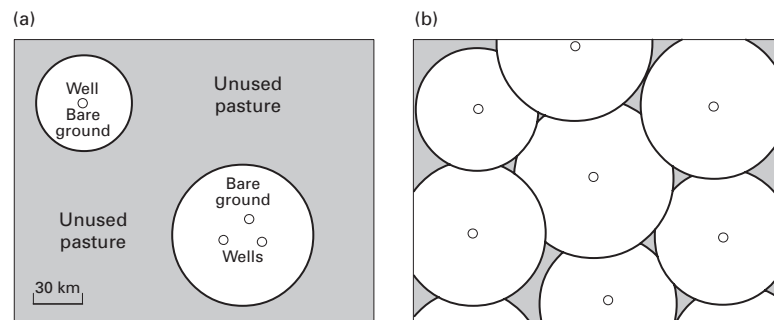 (a)
Well
Bare
ground
Unused
pasture
Unused
pasture
Bare
ground
Wells
30 km
(b)